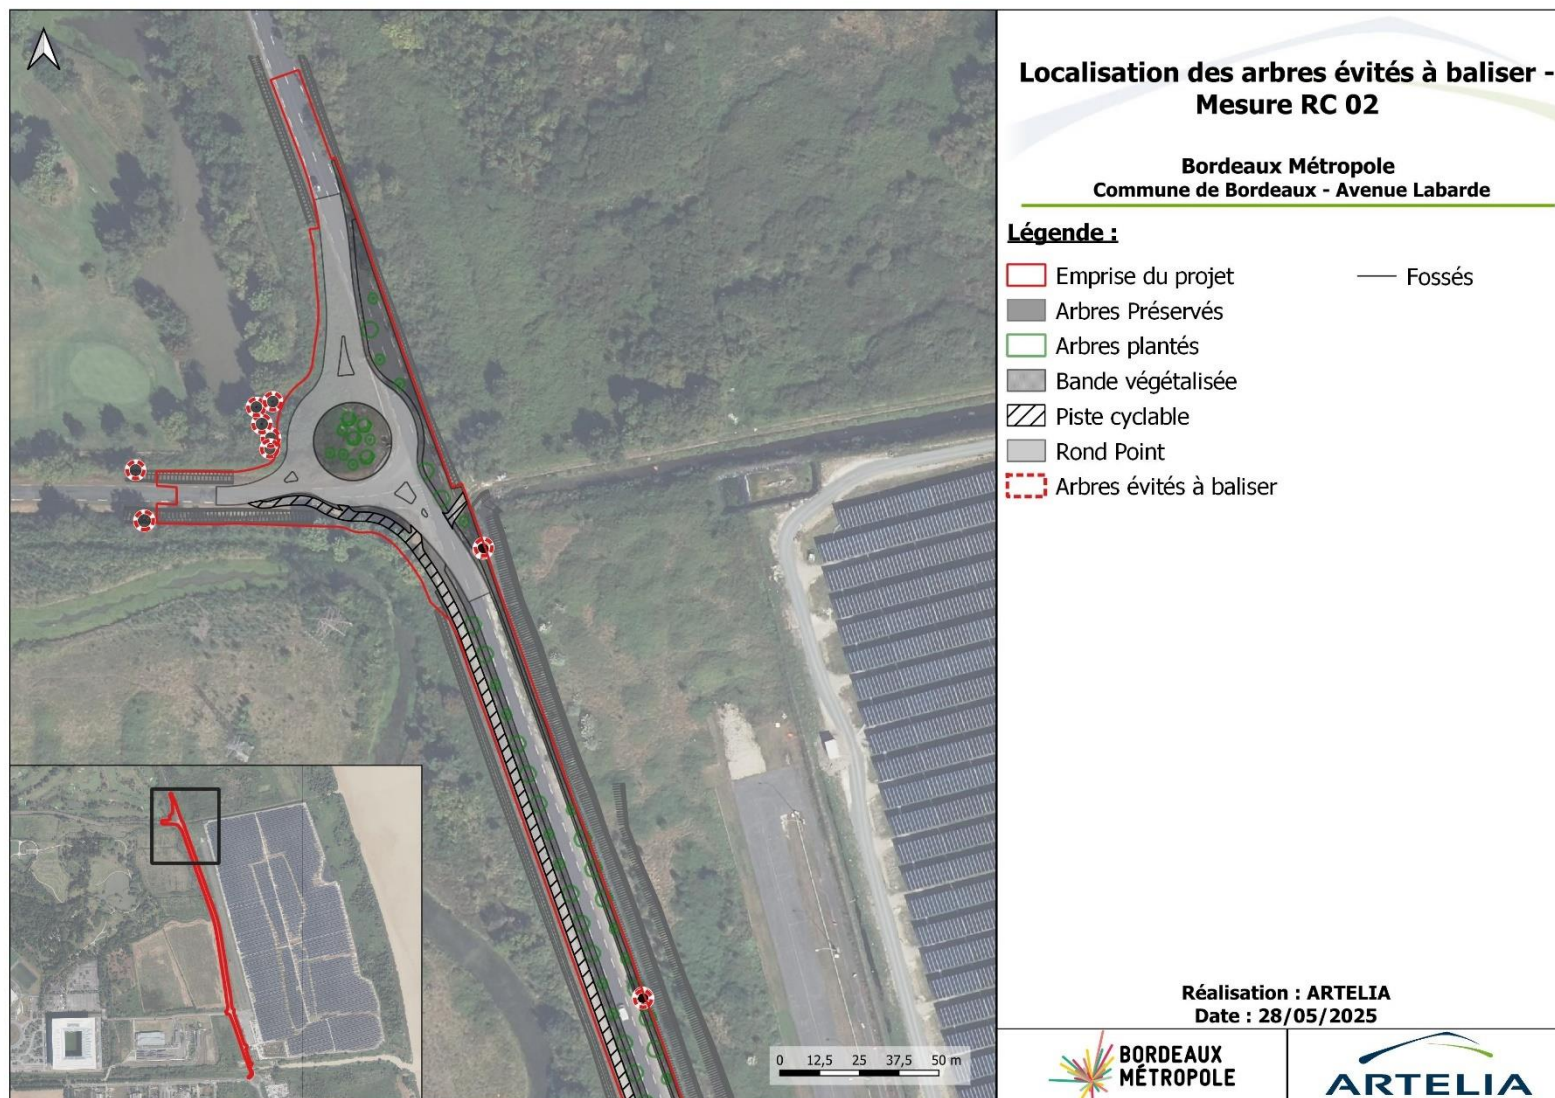 Localisation des arbres évités à baliser -
Mesure RC 02
Bordeaux Métropole
Commune de Bordeaux - Avenue Labarde
Légende :
Emprise du projet
Fossés
Arbres Préservés
Arbres plantés
Bande végétalisée
Piste cyclable
Rond Point
Arbres évités à baliser
0 12,5 25 37,5 50 m
Réalisation : ARTELIA
Date : 28/05/2025
BORDEAUX
MÉTROPOLE
ARTELIA